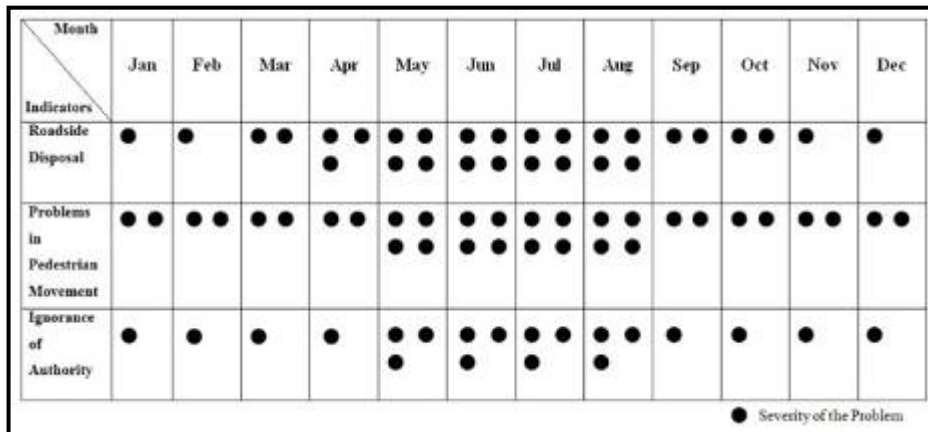 Month
Indicators
Jan Feb Mar Apr May Jun Jul Aug Sep Oct Nov Dec
Roadside
Disposal
Problems
in
Pedestrian
Movement
Ignorance
of
Authority
Severity of the Problem